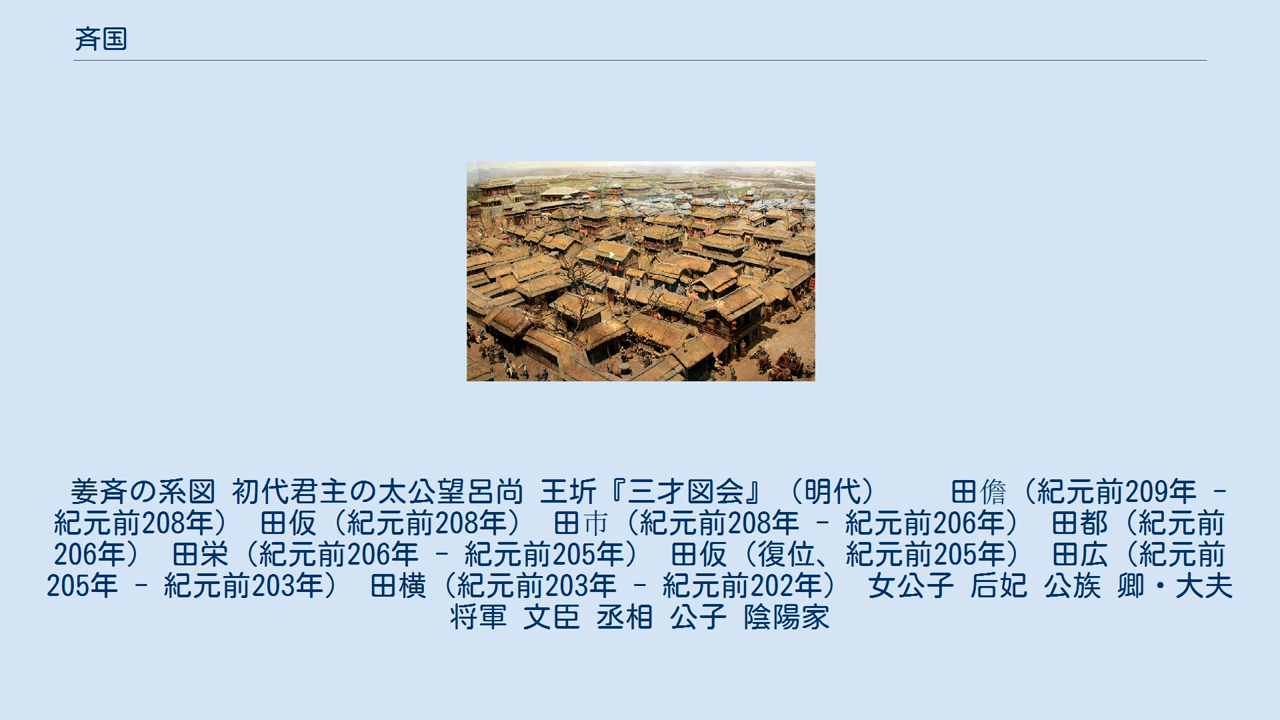 斉国
姜斉の系図 初代君主の太公望呂尚 王圻『三才図会』（明代）　　田儋（紀元前209年 -
紀元前208年） 田仮（紀元前208年） 田巿（紀元前208年 - 紀元前206年） 田都（紀元前
206年） 田栄（紀元前206年 - 紀元前205年） 田仮（復位、紀元前205年） 田広（紀元前
205年 - 紀元前203年） 田横（紀元前203年 - 紀元前202年） 女公子 后妃 公族 卿・大夫
将軍 文臣 丞相 公子 陰陽家